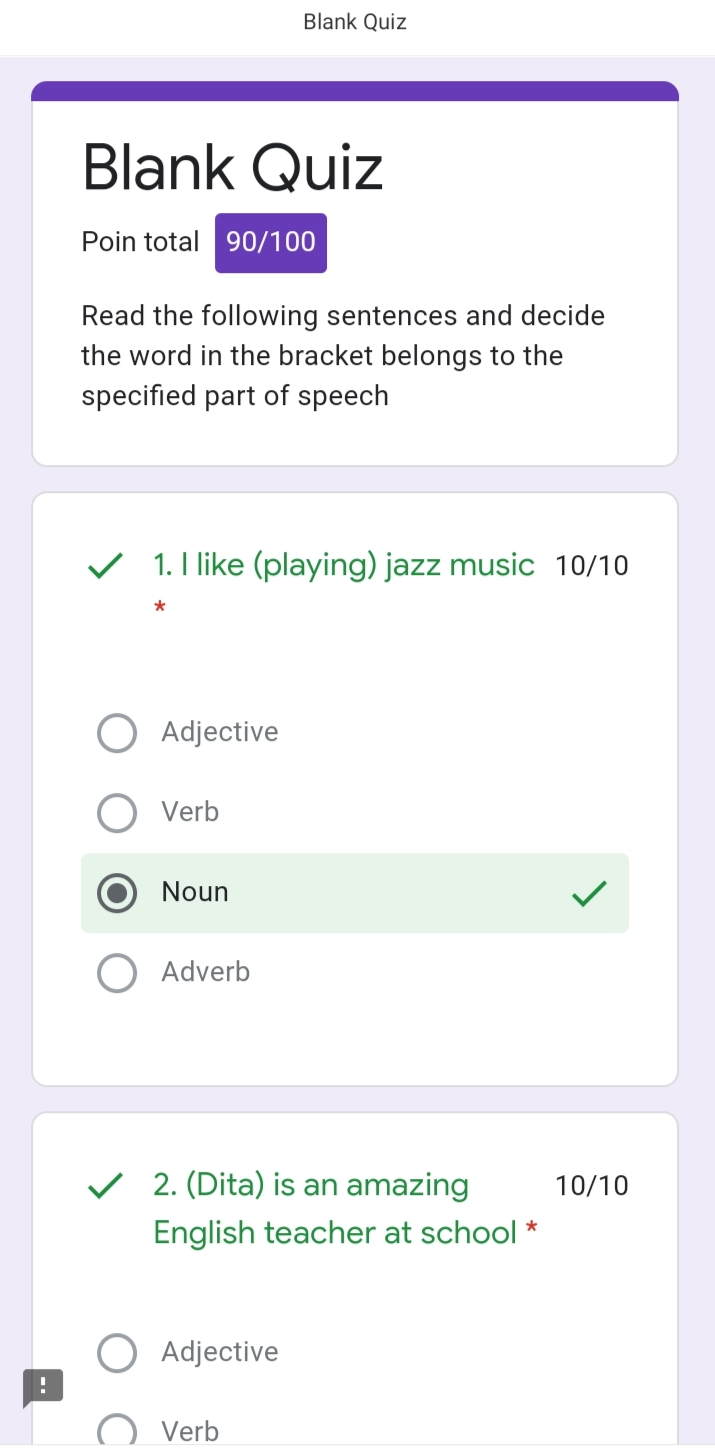 Blank Quiz
Blank Quiz
Poin total 90/100
Read the following sentences and decide
the word in the bracket belongs to the
specified part of speech
1. I like (playing) jazz music 10/10
*
Adjective
Verb
Noun
Adverb
2. (Dita) is an amazing 10/10
English teacher at school *
Adjective
Verb